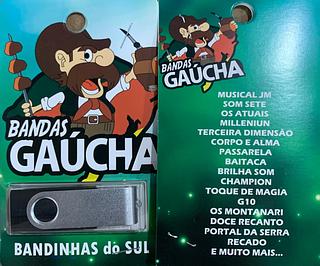 BANDAS
GAÚCHA
BANDINHAS do SUL
BANDAS
GAÚCHA
MUSICAL JM
SOM SETE
OS ATUAIS
MILLENIUN
TERCEIRA DIMENSÃO
CORPO E ALMA
PASSARELA
BAITACA
BRILHA SOM
CHAMPION
TOQUE DE MAGIA
G10
OS MONTANARI
DOCE RECANTO
PORTAL DA SERRA
RECADO
E MUITO MAIS...